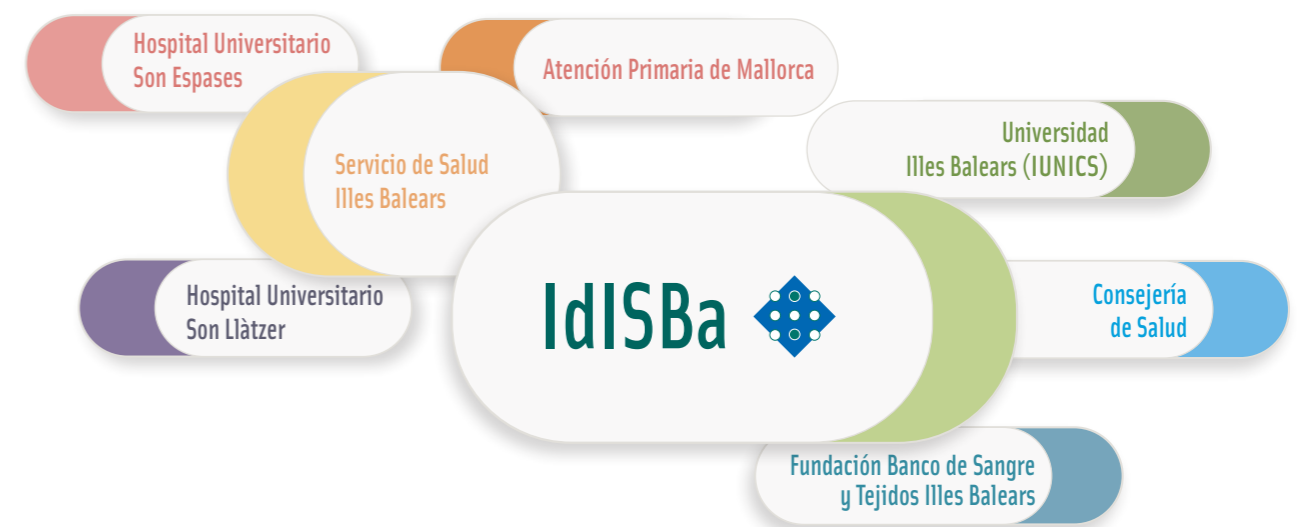 Hospital Universitario
Son Espases
Atención Primaria de Mallorca
Universidad
Illes Balears (IUNICS)
Servicio de Salud
Illes Balears
Hospital Universitario
Son Llàtzer
IdISBa
Consejería
de Salud
Fundación Banco de Sangre
y Tejidos Illes Balears